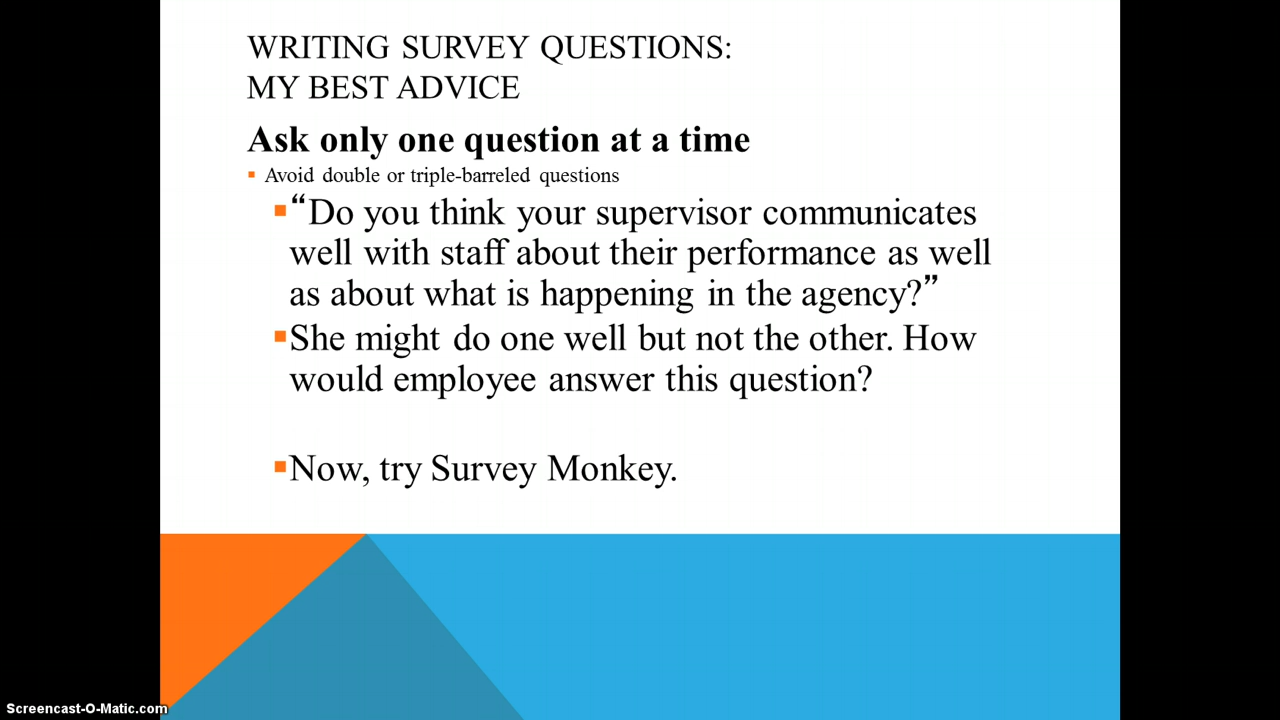 WRITING SURVEY QUESTIONS:
MY BEST ADVICE
Ask only one question at a time
Avoid double or triple-barreled questions
“Do you think your supervisor communicates
well with staff about their performance as well
as about what is happening in the agency?”
She might do one well but not the other. How
would employee answer this question?
Now, try Survey Monkey.
Screencast-O-Matic.com